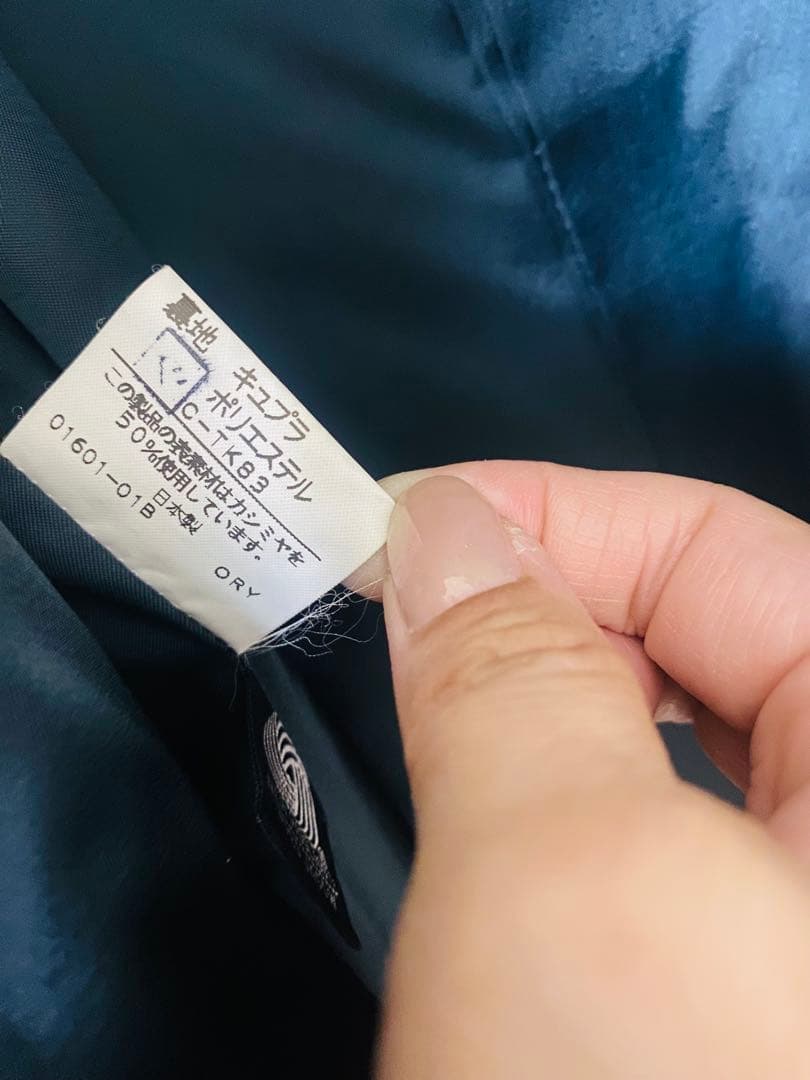 裏地
キュプラ
ポリエステル
C-TK83
この製品の表素材はカシミヤを
50%使用しています。
01601-01B 日本製
ORY